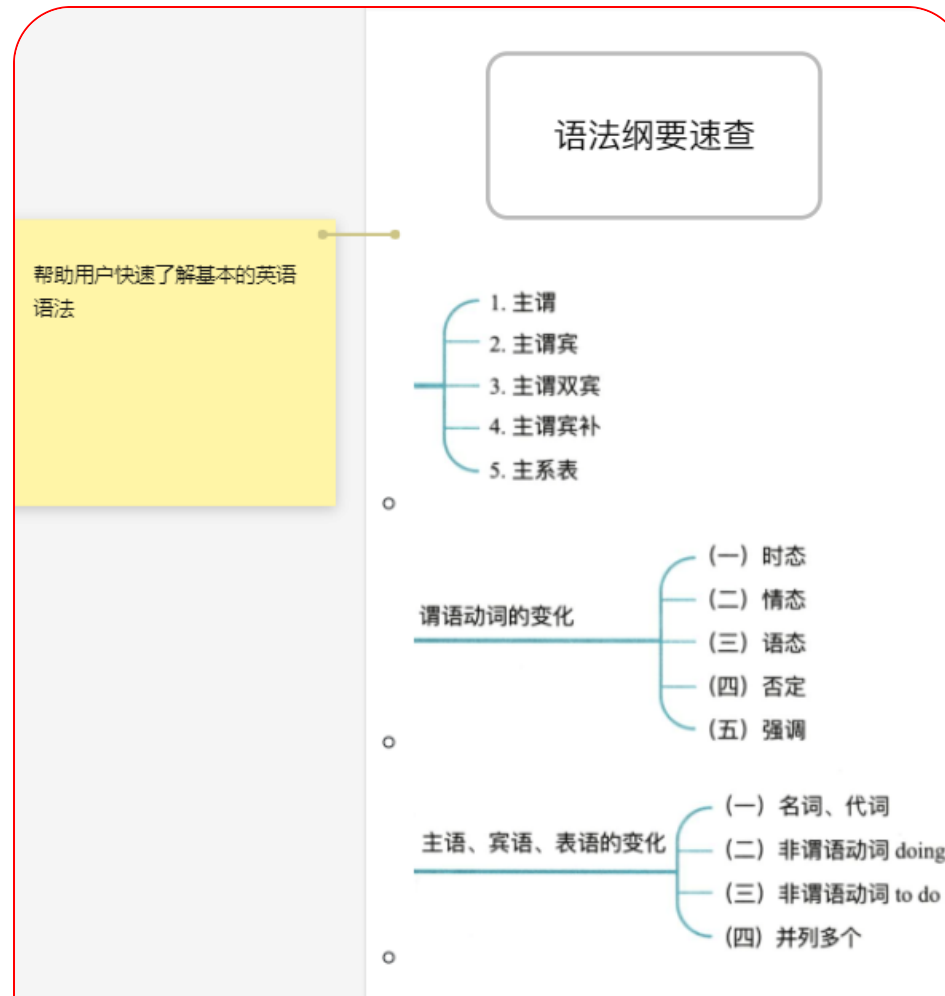 语法纲要速查
帮助用户快速了解基本的英语
语法
1. 主谓
2. 主谓宾
3. 主谓双宾
4. 主谓宾补
5. 主系表
谓语动词的变化
（一）时态
（二）情态
（三）语态
（四）否定
（五）强调
主语、宾语、表语的变化
（一）名词、代词
（二）非谓语动词 doing
（三）非谓语动词 to do
（四）并列多个